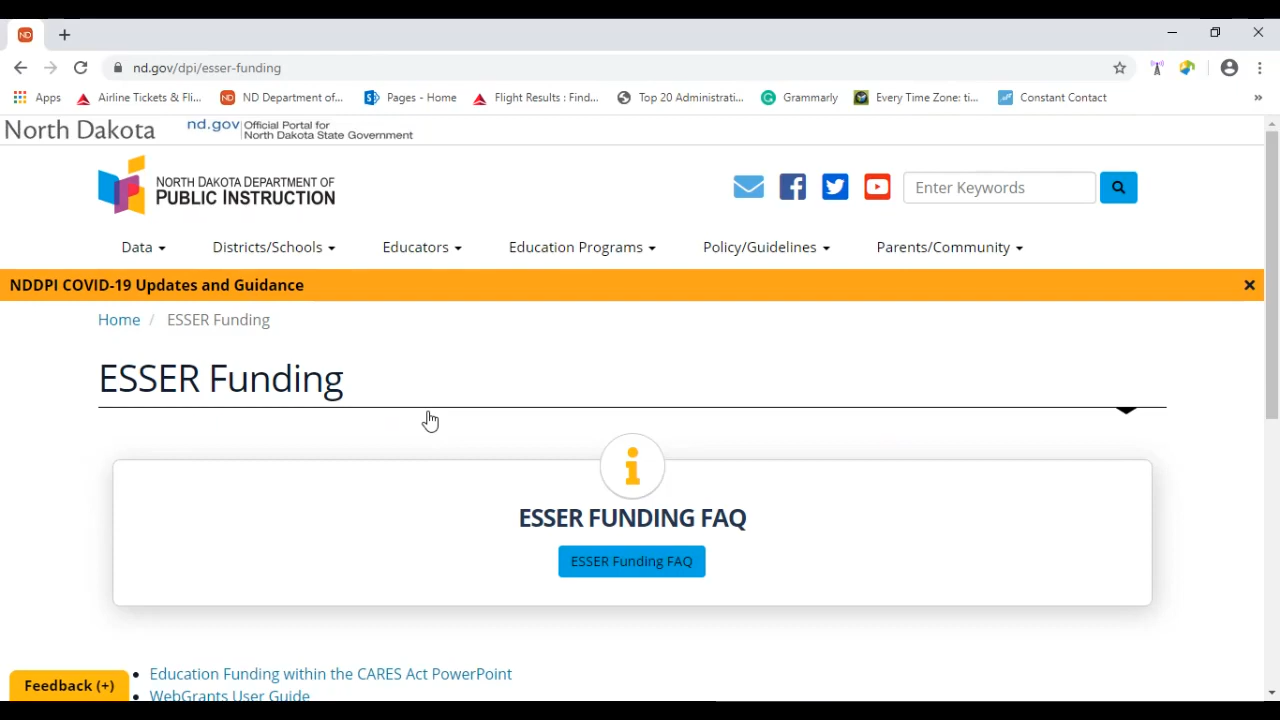 ND
nd.gov/dpi/esser-funding
Apps Airline Tickets & Fli... ND Department of... Pages - Home Flight Results : Find... Top 20 Administrati... Grammarly Every Time Zone: ti... Constant Contact »
North Dakota nd.gov Official Portal for
North Dakota State Government
NORTH DAKOTA DEPARTMENT OF
PUBLIC INSTRUCTION
Enter Keywords
Data Districts/Schools Educators Education Programs Policy/Guidelines Parents/Community
NDDPI COVID-19 Updates and Guidance
Home / ESSER Funding
ESSER Funding
ESSER FUNDING FAQ
ESSER Funding FAQ
Education Funding within the CARES Act PowerPoint
Feedback (+)
WebGrants User Guide